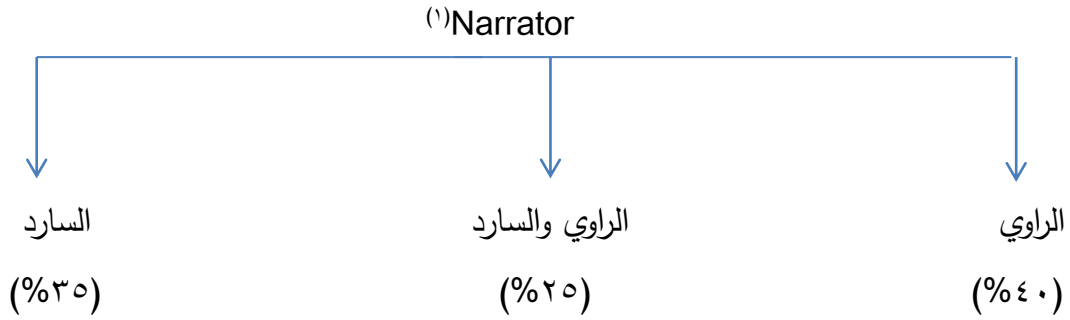 Narrator(١)
الراوي
الراوي والسارد
السارد
(٤٠%)
(٢٥%)
(٣٥%)